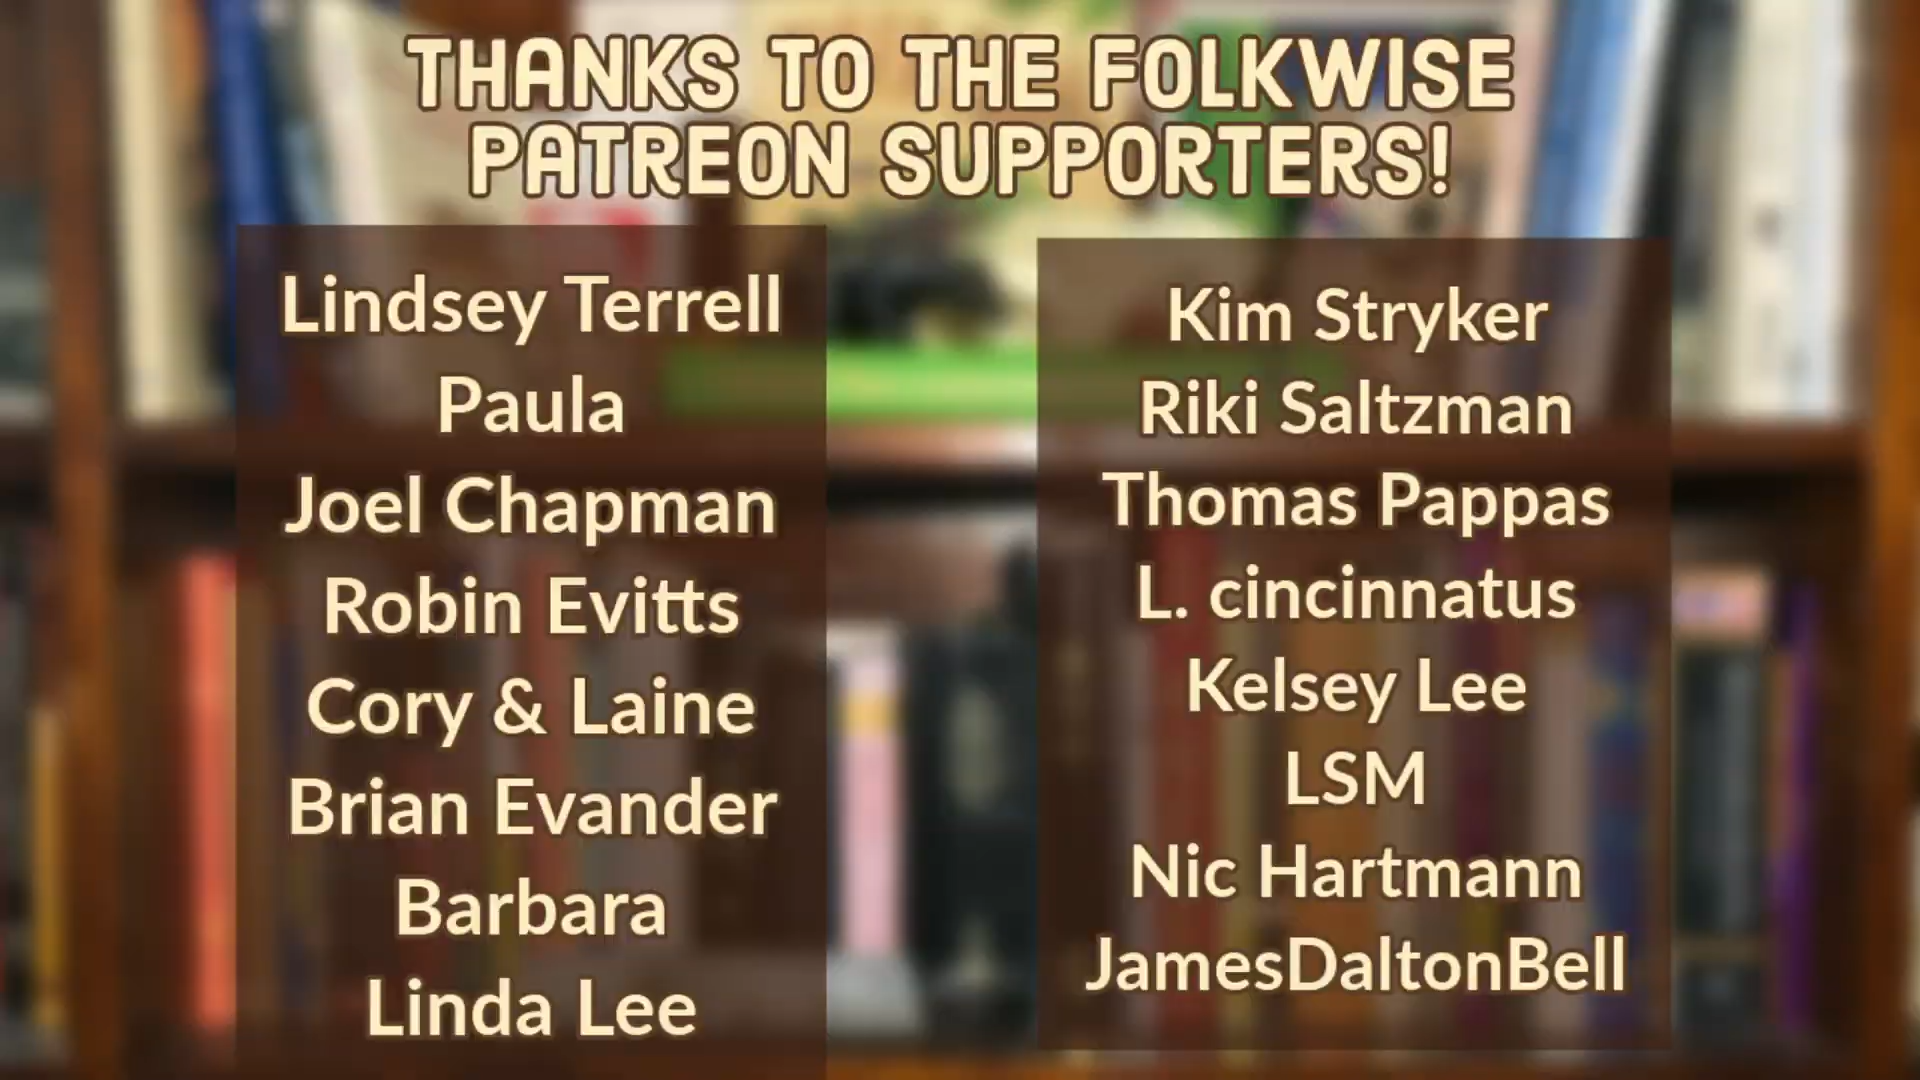 THANKS TO THE FOLKWISE
PATREON SUPPORTERS!
Lindsey Terrell
Paula
Joel Chapman
Robin Evitts
Cory & Laine
Brian Evander
Barbara
Linda Lee
Kim Stryker
Riki Saltzman
Thomas Pappas
L. cincinnatus
Kelsey Lee
LSM
Nic Hartmann
JamesDaltonBell